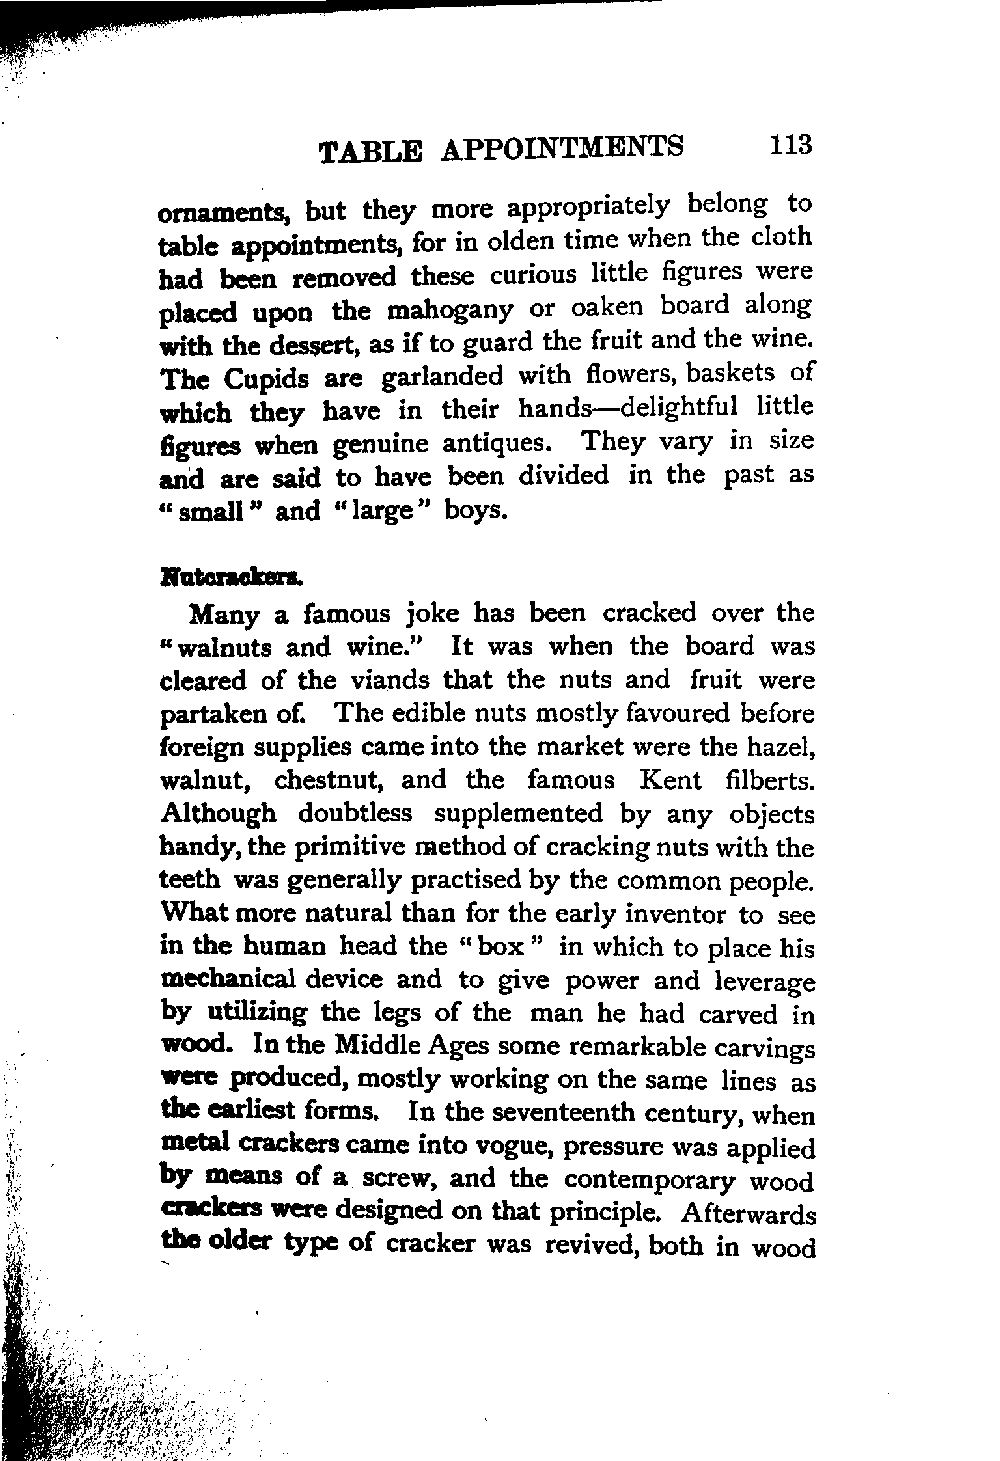 TABLE APPOINTMENTS 113
ornaments, but they more appropriately belong to
table appointments, for in olden time when the cloth
had been removed these curious little figures were
placed upon the mahogany or oaken board along
with the dessert, as if to guard the fruit and the wine.
The Cupids are garlanded with flowers, baskets of
which they have in their hands—delightful little
figures when genuine antiques. They vary in size
and are said to have been divided in the past as
“small” and “large” boys.
Nutcrackers.
Many a famous joke has been cracked over the
“walnuts and wine.” It was when the board was
cleared of the viands that the nuts and fruit were
partaken of. The edible nuts mostly favoured before
foreign supplies came into the market were the hazel,
walnut, chestnut, and the famous Kent filberts.
Although doubtless supplemented by any objects
handy, the primitive method of cracking nuts with the
teeth was generally practised by the common people.
What more natural than for the early inventor to see
in the human head the “box” in which to place his
mechanical device and to give power and leverage
by utilizing the legs of the man he had carved in
wood. In the Middle Ages some remarkable carvings
were produced, mostly working on the same lines as
the earliest forms. In the seventeenth century, when
metal crackers came into vogue, pressure was applied
by means of a screw, and the contemporary wood
crackers were designed on that principle. Afterwards
the older type of cracker was revived, both in wood